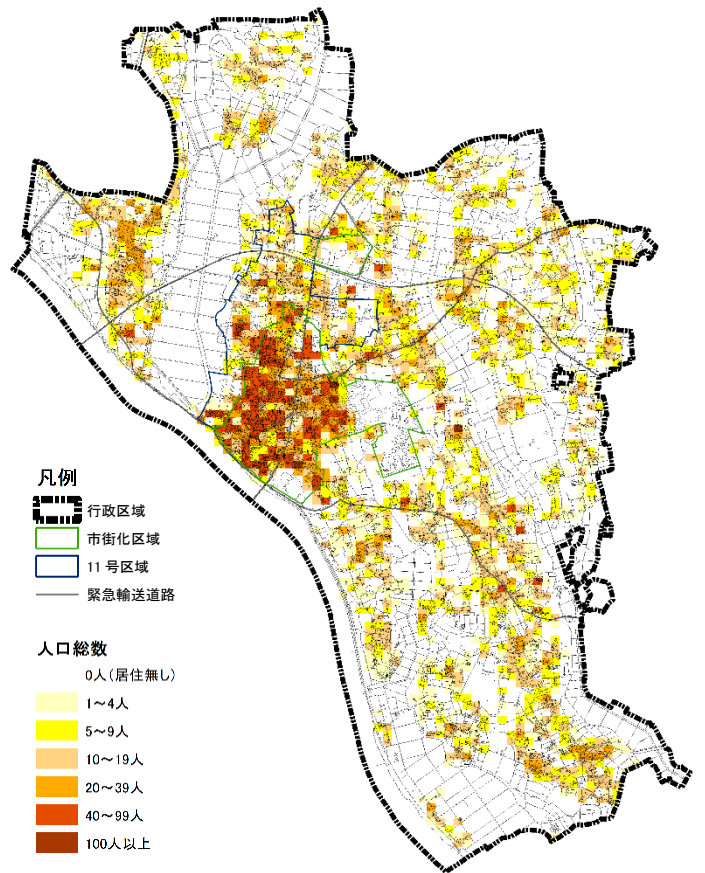 凡例
行政区域
市街化区域
11号区域
緊急輸送道路
人口総数
0人(居住無し)
1~4人
5~9人
10~19人
20~39人
40~99人
100人以上